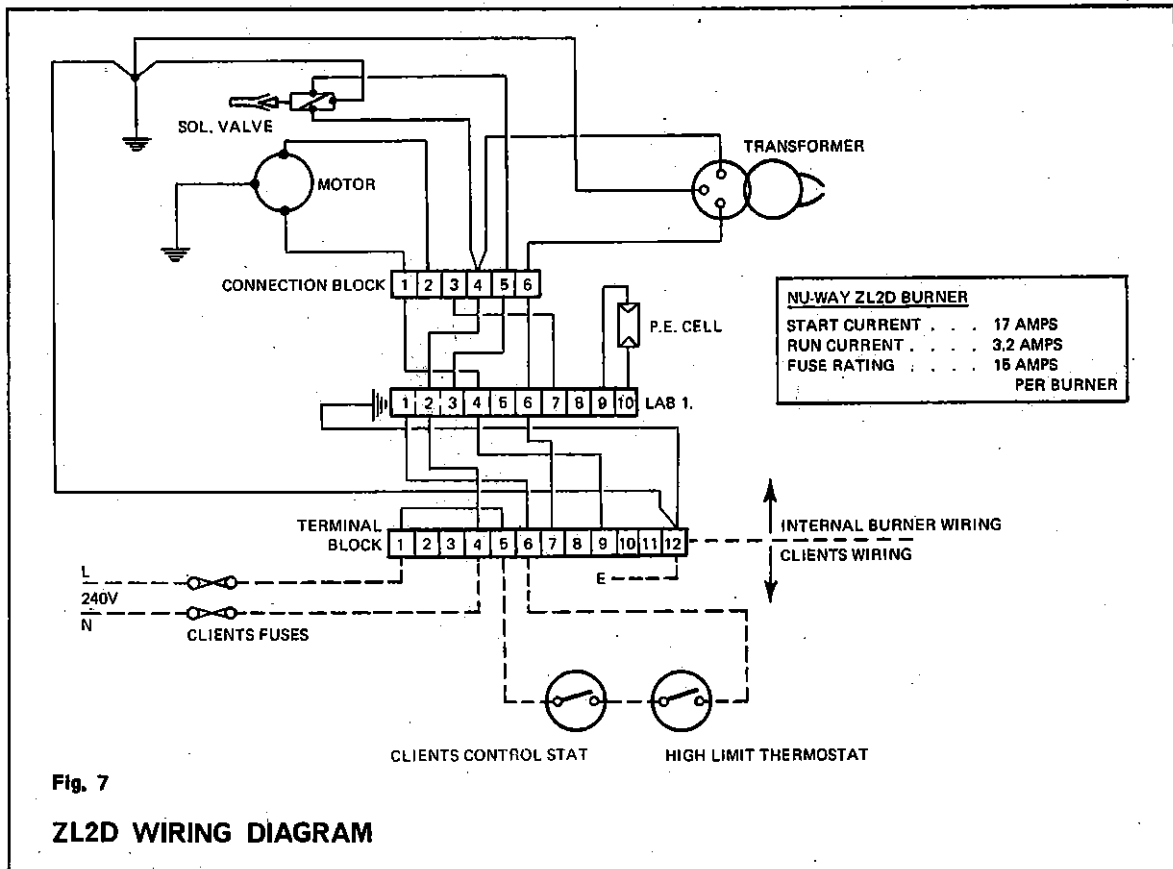 SOL. VALVE
TRANSFORMER
MOTOR
CONNECTION BLOCK 1 2 3 4 5 6
P.E. CELL
NU-WAY ZL2D BURNER
START CURRENT . . . 17 AMPS
RUN CURRENT . . . . 3,2 AMPS
FUSE RATING . . . . 15 AMPS
PER BURNER
1 2 3 4 5 6 7 8 9 10 LAB 1.
TERMINAL
BLOCK 1 2 3 4 5 6 7 8 9 10 11 12
INTERNAL BURNER WIRING
CLIENTS WIRING
L
240V
N
E
CLIENTS FUSES
CLIENTS CONTROL STAT
HIGH LIMIT THERMOSTAT
Fig. 7
ZL2D WIRING DIAGRAM